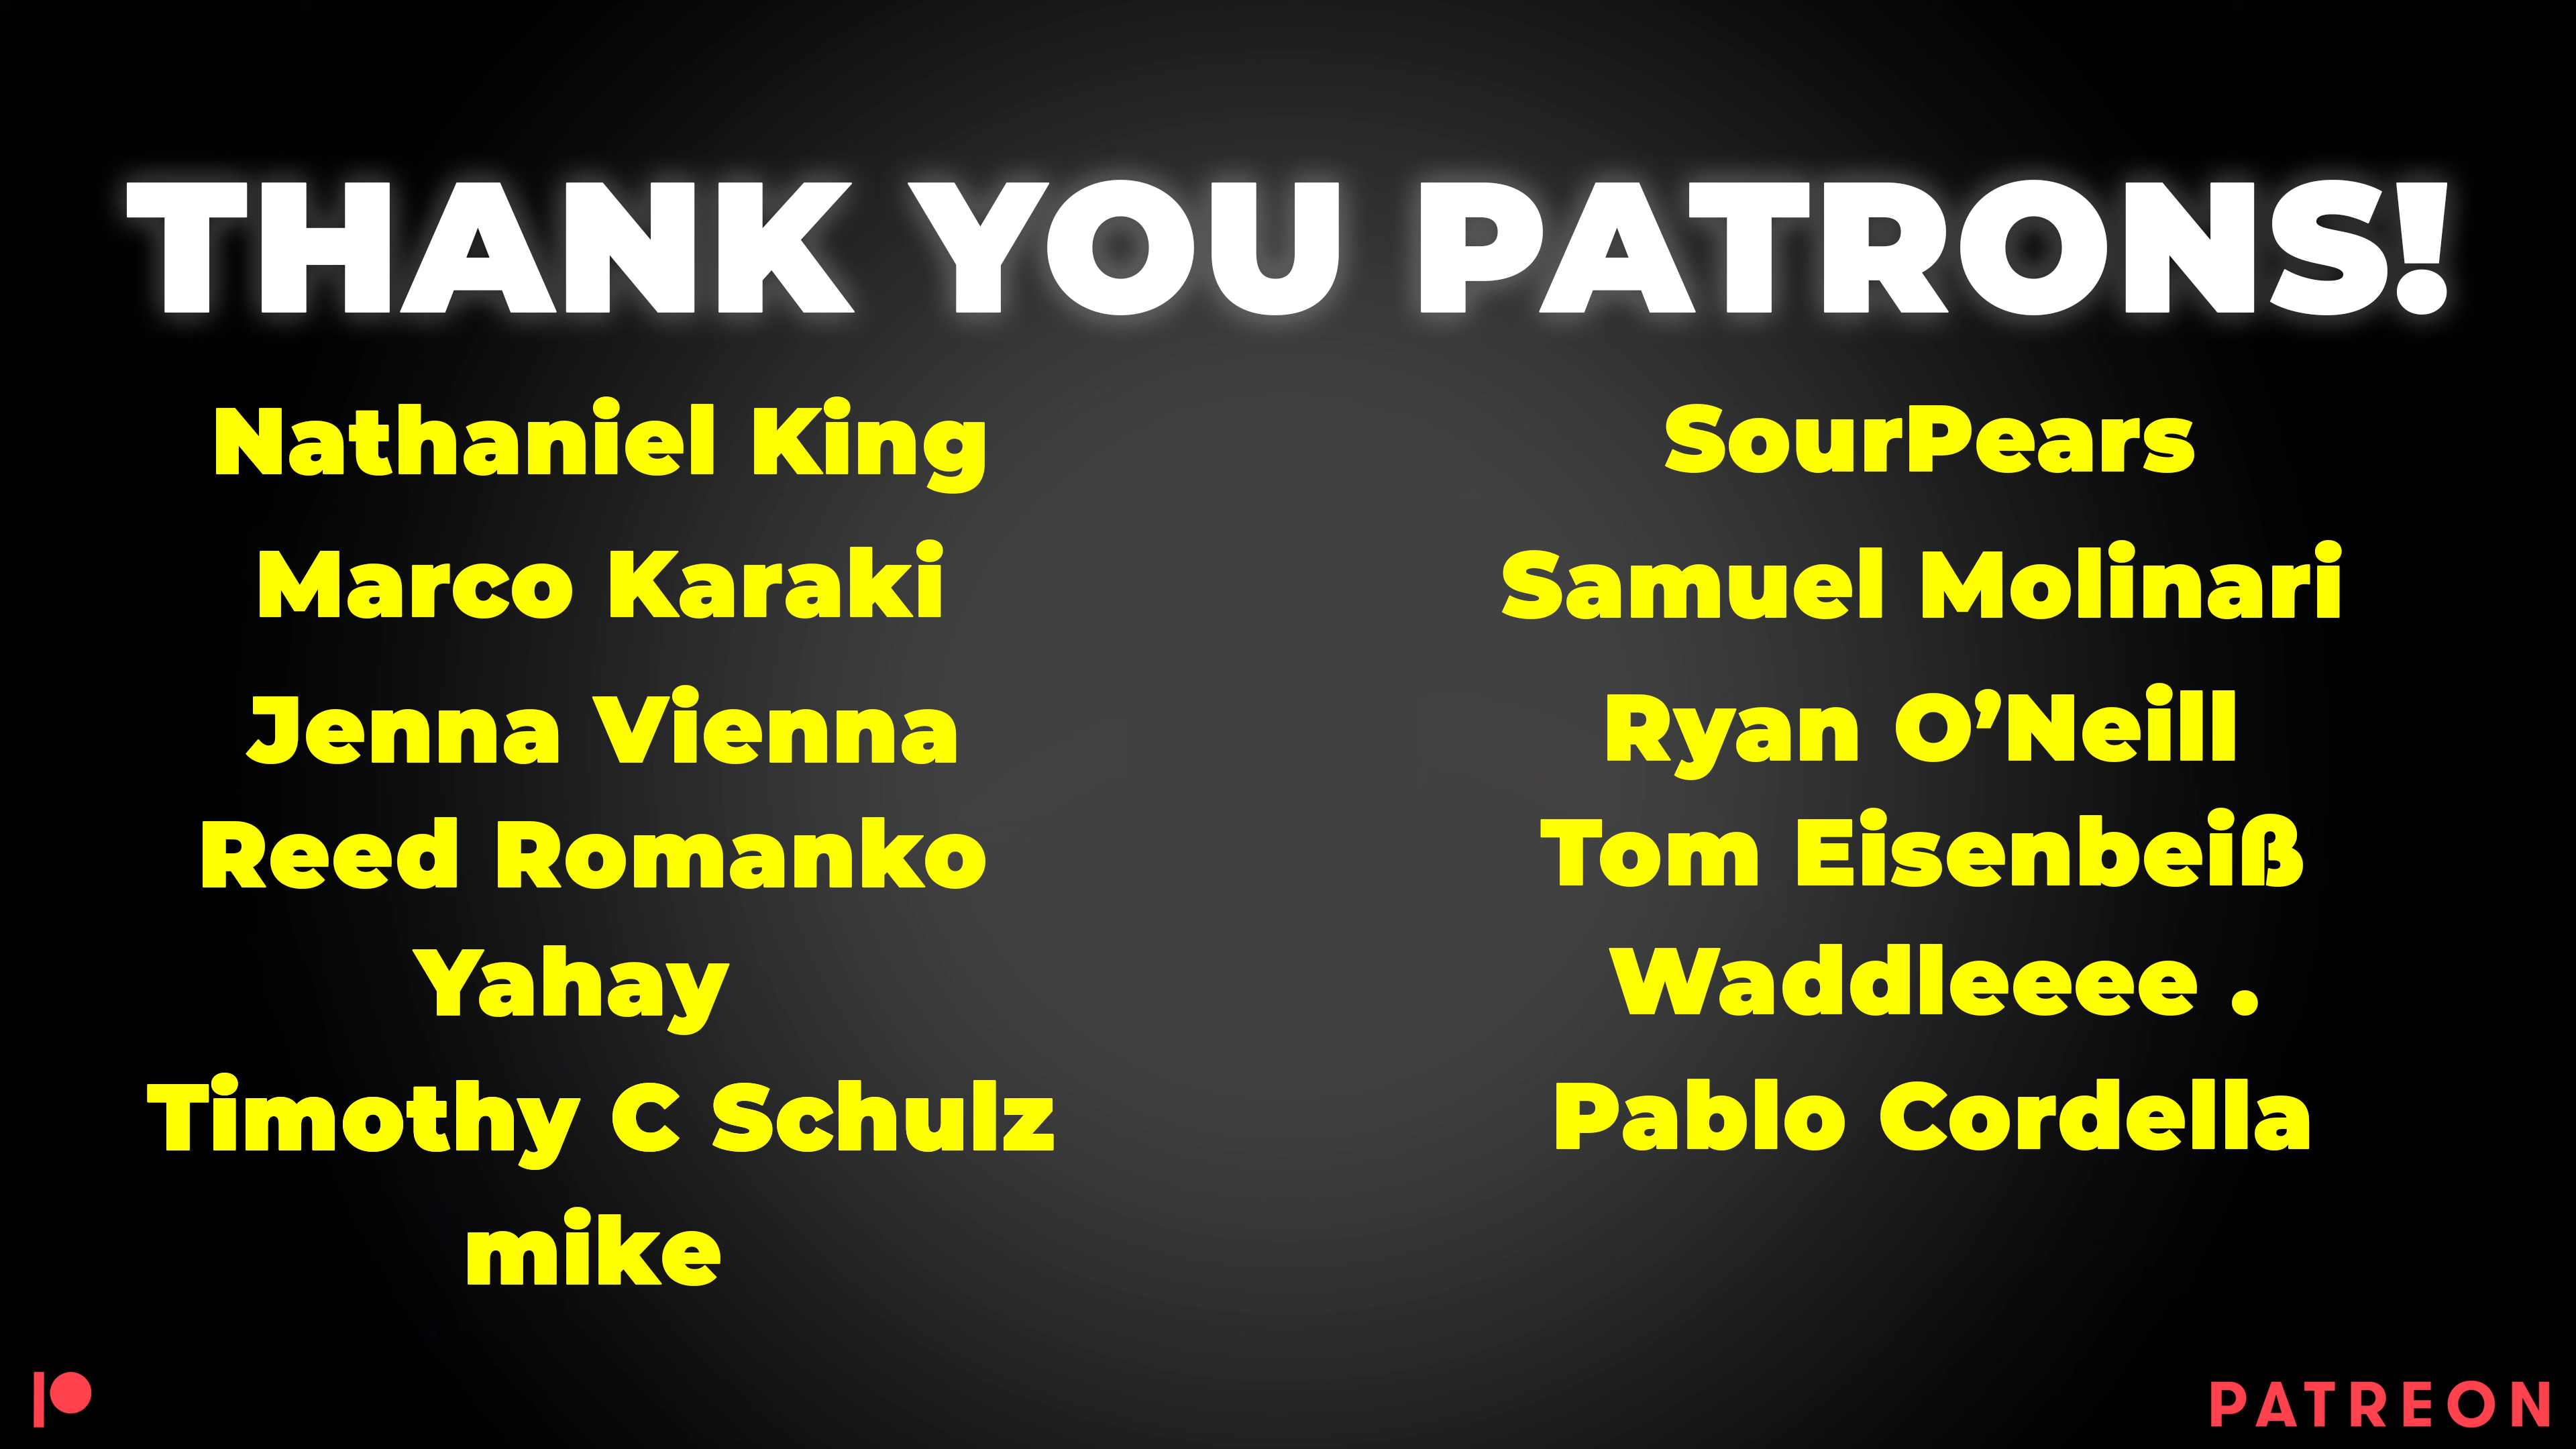 THANK YOU PATRONS!
Nathaniel King
Marco Karaki
Jenna Vienna
Reed Romanko
Yahay
Timothy C Schulz
mike
SourPears
Samuel Molinari
Ryan O’Neill
Tom Eisenbeiß
Waddleeee .
Pablo Cordella
PATREON